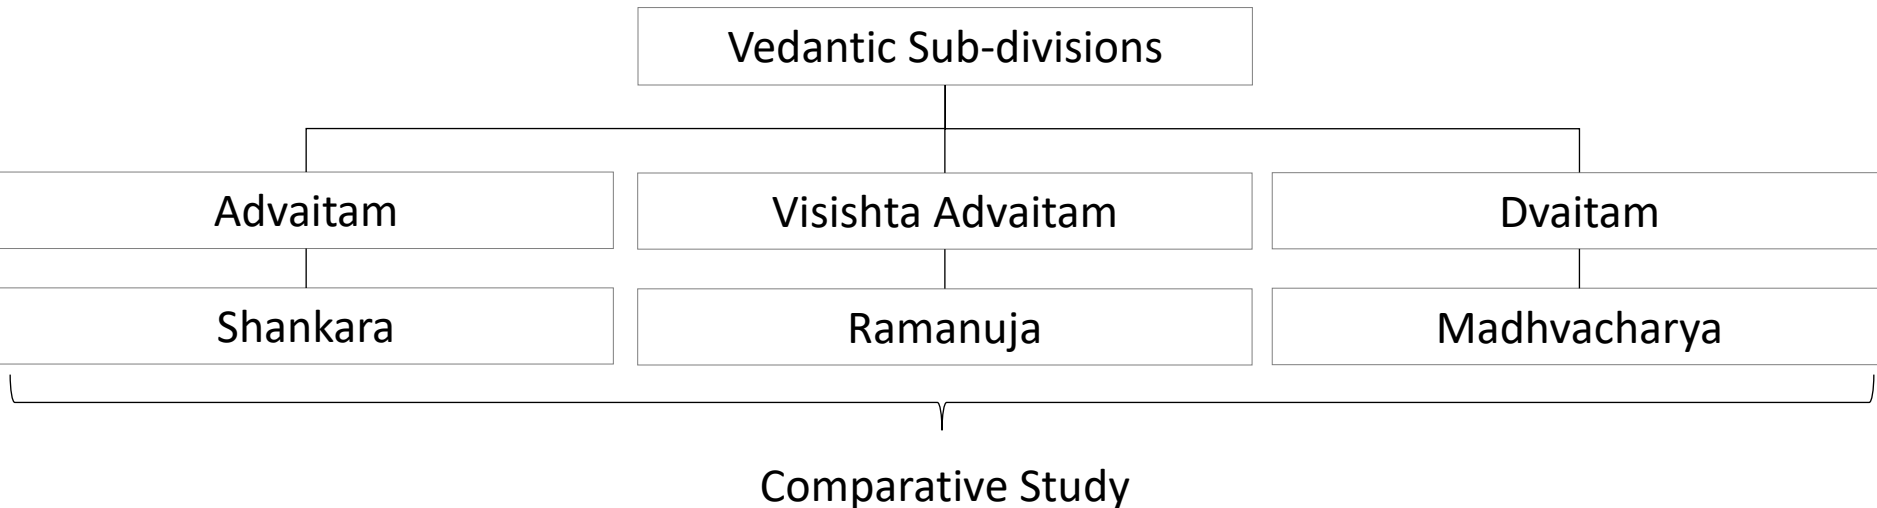 Vedantic Sub-divisions
Advaitam
Visishta Advaitam
Dvaitam
Shankara
Ramanuja
Madhvacharya
Comparative Study